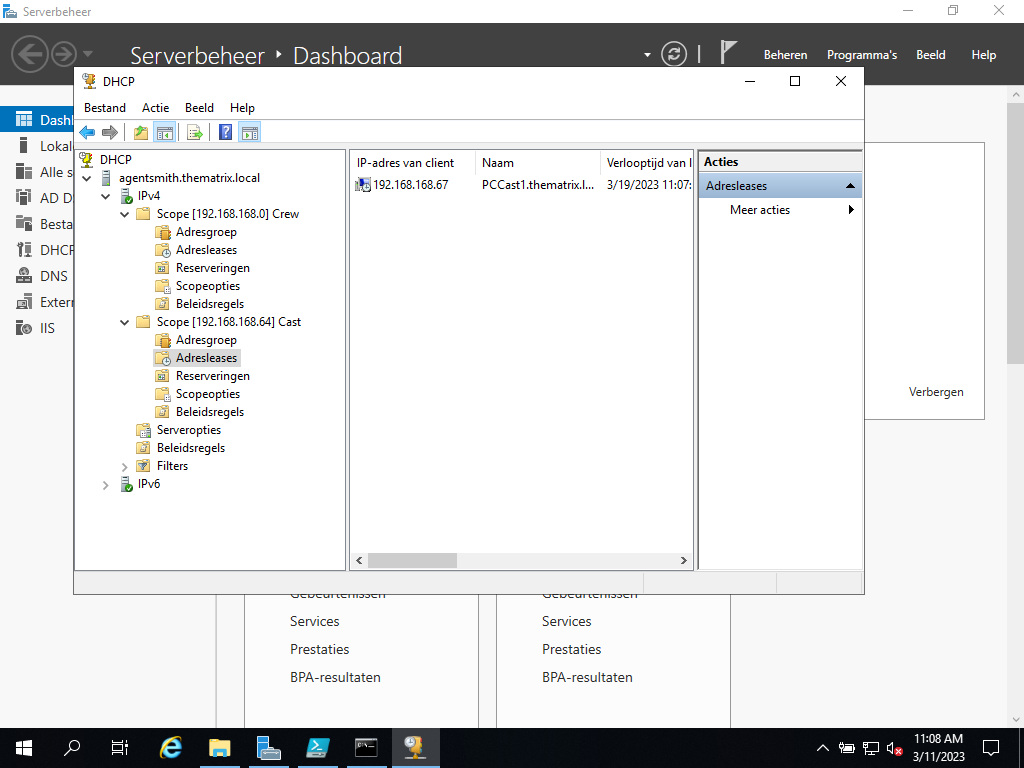 Serverbeheer
Serverbeheer ‣ Dashboard
Beheren Programma's Beeld Help
DHCP
Bestand Actie Beeld Help
DHCP
agentsmith.thematrix.local
IPv4
Scope [192.168.168.0] Crew
Adresgroep
Adresleases
Reserveringen
Scopeopties
Beleidsregels
Scope [192.168.168.64] Cast
Adresgroep
Adresleases
Reserveringen
Scopeopties
Beleidsregels
Serveropties
Beleidsregels
Filters
IPv6
IP-adres van client Naam Verlooptijd van l
192.168.168.67 PCCast1.thematrix.l... 3/19/2023 11:07:
Acties
Adresleases
Meer acties
Dashl
Lokal
Alle s
AD D
Besta
DHCP
DNS
Extern
IIS
Verbergen
Gebeurtenissen
Services
Prestaties
BPA-resultaten
Gebeurtenissen
Services
Prestaties
BPA-resultaten
11:08 AM
3/11/2023